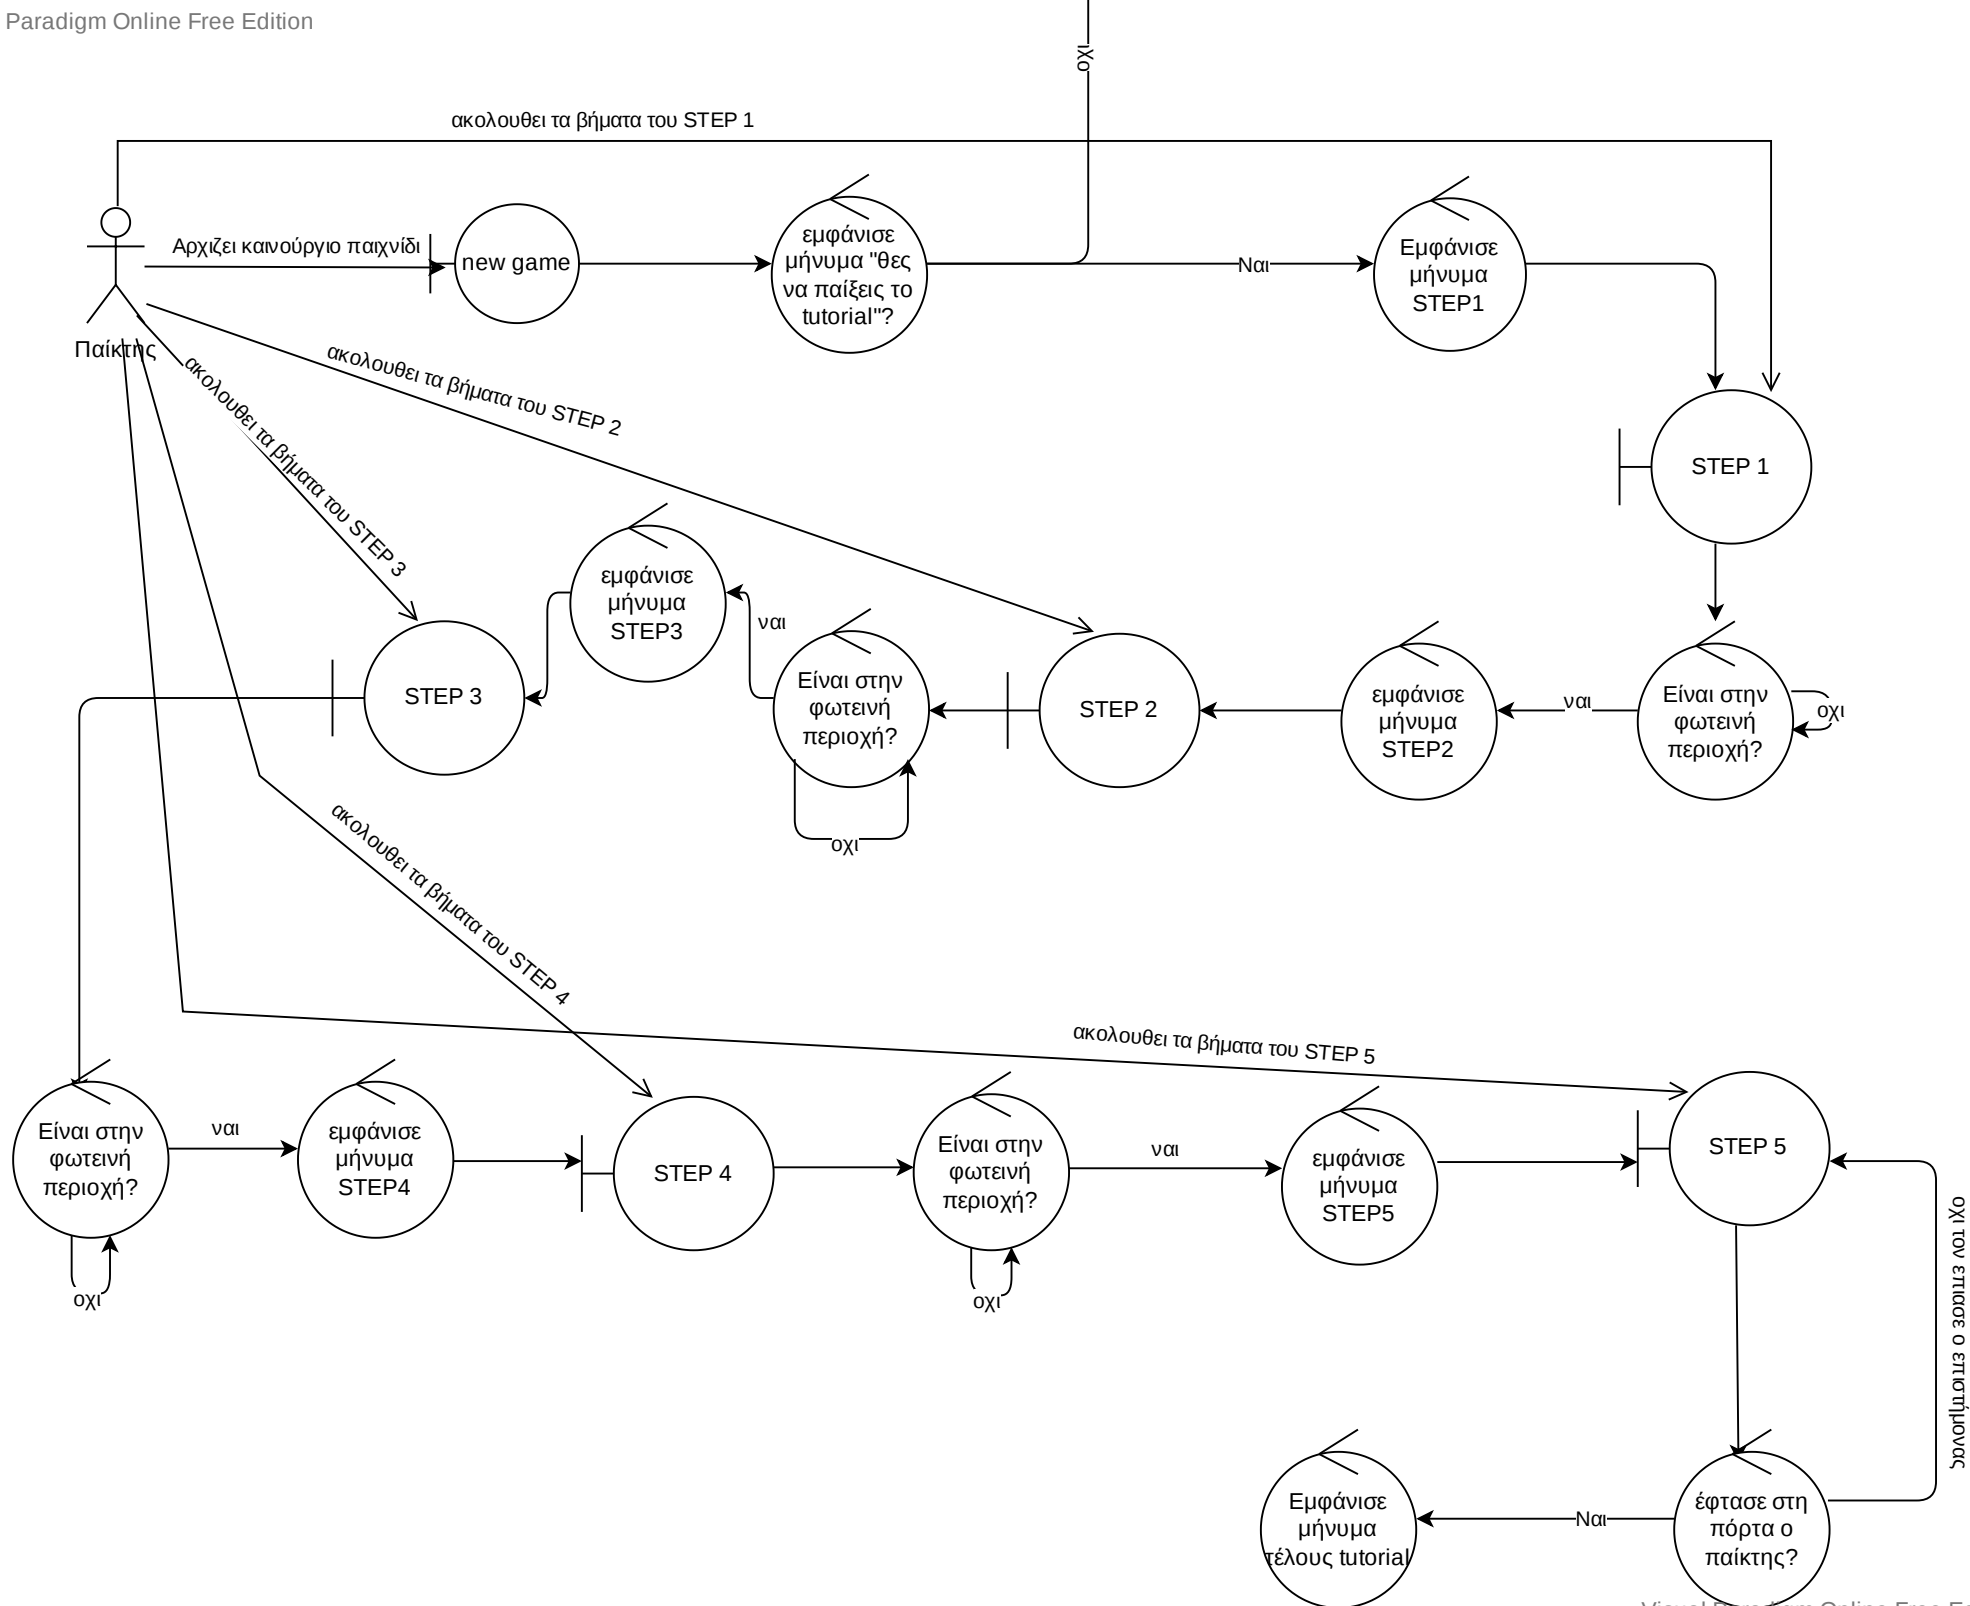 Paradigm Online Free Edition
οχι
ακολουθει τα βήματα του STEP 1
Αρχιζει καινούργιο παιχνίδι
new game
εμφάνισε
μήνυμα "θες
να παίξεις το
tutorial"?
Ναι
Εμφάνισε
μήνυμα
STEP1
Παίκτης
ακολουθει τα βήματα του STEP 2
ακολουθει τα βήματα του STEP 3
STEP 1
εμφάνισε
μήνυμα
STEP3
ναι
STEP 3
Είναι στην
φωτεινή
περιοχή?
οχι
STEP 2
εμφάνισε
μήνυμα
STEP2
ναι
Είναι στην
φωτεινή
περιοχή?
οχι
ακολουθει τα βήματα του STEP 4
ακολουθει τα βήματα του STEP 5
Είναι στην
φωτεινή
περιοχή?
οχι
ναι
εμφάνισε
μήνυμα
STEP4
STEP 4
Είναι στην
φωτεινή
περιοχή?
οχι
ναι
εμφάνισε
μήνυμα
STEP5
STEP 5
οχι τον επιασε ο επιστήμονας
Εμφάνισε
μήνυμα
τέλους tutorial
Ναι
έφτασε στη
πόρτα ο
παίκτης?